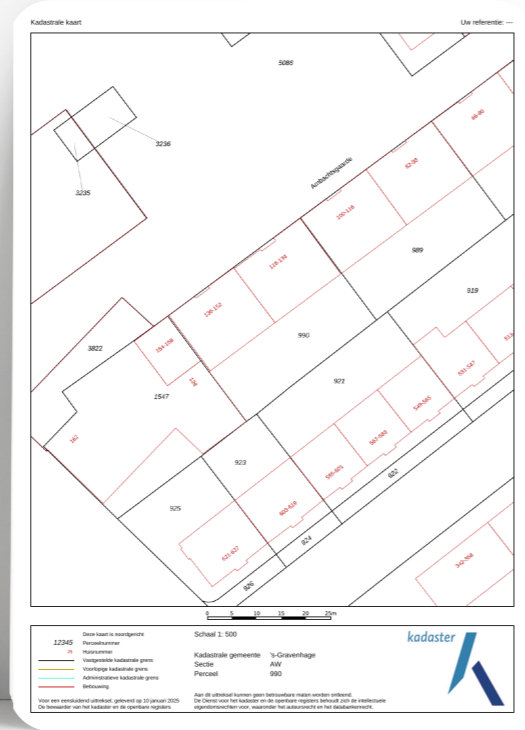 Kadastrale kaart
Uw referentie: —
5086
3236
3235
Ambachtsgaarde
66-80
82-98
100-116
118-134
136-152
154-158
989
919
990
921
3822
1547
162
923
925
531-547
549-565
567-583
585-601
603-619
621-637
602
924
926
0 5 10 15 20 25m
12345
25
Deze kaart is noordgericht
Perceelnummer
Huisnummer
Vastgestelde kadastrale grens
Voorlopige kadastrale grens
Administratieve kadastrale grens
Bebouwing
Voor een eensluidend uittreksel, geleverd op 10 januari 2025
De bewaarder van het kadaster en de openbare registers
Schaal 1: 500
Kadastrale gemeente 's-Gravenhage
Sectie AW
Perceel 990
Aan dit uittreksel kunnen geen betrouwbare maten worden ontleend.
De Dienst voor het kadaster en de openbare registers behoudt zich de intellectuele
eigendomsrechten voor, waaronder het auteursrecht en het databankenrecht.
kadaster